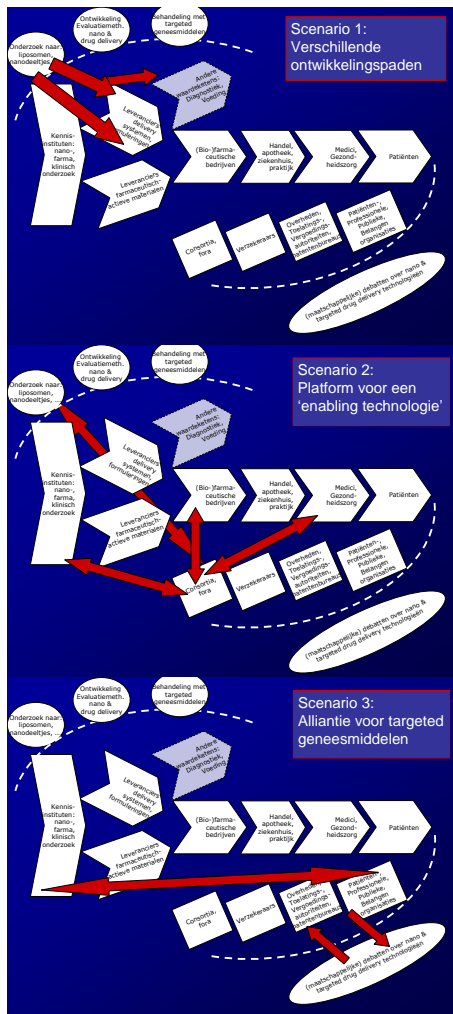 Scenario 1:
Verschillende
ontwikkelingspaden
Onderzoek naar:
liposomen,
nanodeeltjes, ...
Ontwikkeling
Evaluatiemeth.
nano &
drug delivery
Behandeling met
targeted
geneesmiddelen
Kennis-
instituten:
nano-,
farma,
klinisch
onderzoek
Leveranciers
delivery
systemen,
formuleringen
Leveranciers
farmaceutisch-
actieve materialen
Andere
waardeketens:
Diagnostiek,
Voeding
(Bio-)farma-
ceutische
bedrijven
Handel,
apotheek,
ziekenhuis,
praktijk
Medici,
Gezond-
heidszorg
Patiënten
Consortia,
fora
Verzekeraars
Overheden,
Toelatings-,
Vergoedings-
autoriteiten,
patentenbureaus
Patiënten-,
Professionele,
Publieke,
Belangen
organisaties
(maatschappelijke) debatten over nano &
targeted drug delivery technologieën
Scenario 2:
Platform voor een
‘enabling technologie’
Onderzoek naar:
liposomen,
nanodeeltjes, ...
Ontwikkeling
Evaluatiemeth.
nano &
drug delivery
Behandeling met
targeted
geneesmiddelen
Kennis-
instituten:
nano-,
farma,
klinisch
onderzoek
Leveranciers
delivery
systemen,
formuleringen
Leveranciers
farmaceutisch-
actieve materialen
Andere
waardeketens:
Diagnostiek,
Voeding
(Bio-)farma-
ceutische
bedrijven
Handel,
apotheek,
ziekenhuis,
praktijk
Medici,
Gezond-
heidszorg
Patiënten
Consortia,
fora
Verzekeraars
Overheden,
Toelatings-,
Vergoedings-
autoriteiten,
patentenbureaus
Patiënten-,
Professionele,
Publieke,
Belangen
organisaties
(maatschappelijke) debatten over nano &
targeted drug delivery technologieën
Scenario 3:
Alliantie voor targeted
geneesmiddelen
Onderzoek naar:
liposomen,
nanodeeltjes, ...
Ontwikkeling
Evaluatiemeth.
nano &
drug delivery
Behandeling met
targeted
geneesmiddelen
Kennis-
instituten:
nano-,
farma,
klinisch
onderzoek
Leveranciers
delivery
systemen,
formuleringen
Leveranciers
farmaceutisch-
actieve materialen
Andere
waardeketens:
Diagnostiek,
Voeding
(Bio-)farma-
ceutische
bedrijven
Handel,
apotheek,
ziekenhuis,
praktijk
Medici,
Gezond-
heidszorg
Patiënten
Consortia,
fora
Verzekeraars
Overheden,
Toelatings-,
Vergoedings-
autoriteiten,
patentenbureaus
Patiënten-,
Professionele,
Publieke,
Belangen
organisaties
(maatschappelijke) debatten over nano &
targeted drug delivery technologieën